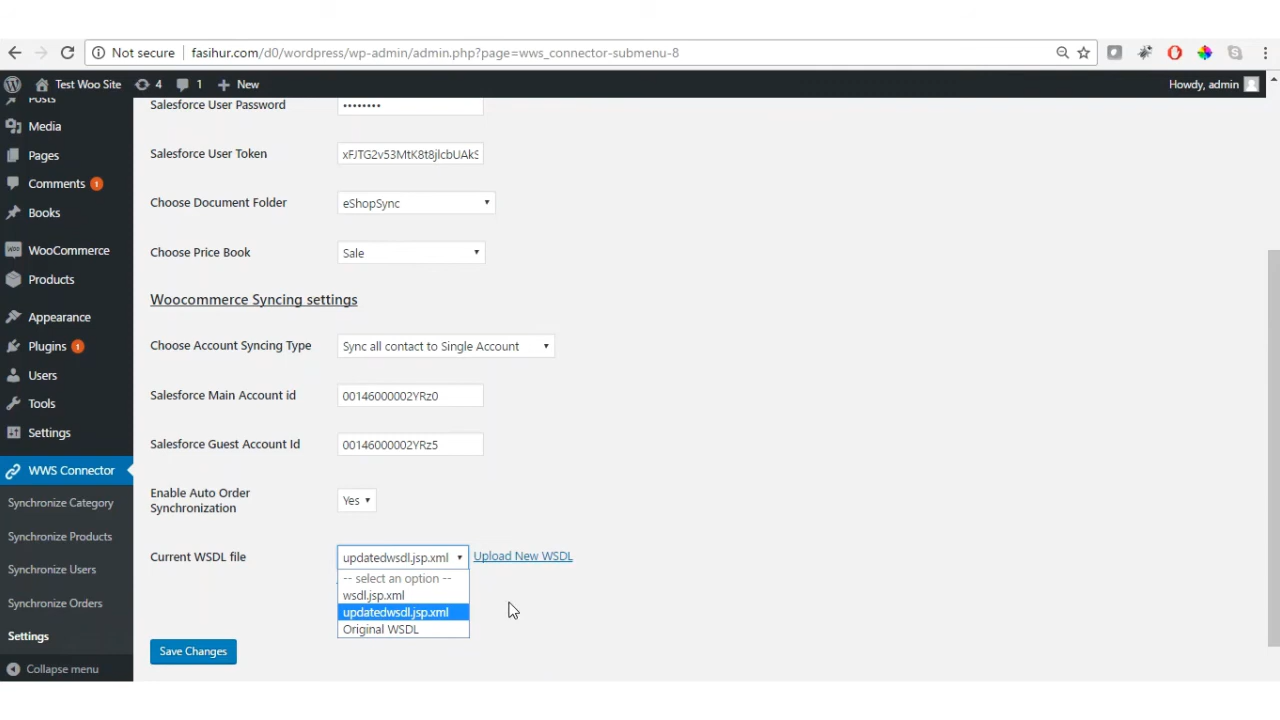 Not secure
fasihur.com/d0/wordpress/wp-admin/admin.php?page=wws_connector-submenu-8
Test Woo Site
4
1
New
Howdy, admin
Posts
Media
Pages
Comments 1
Books
WooCommerce
Products
Appearance
Plugins 1
Users
Tools
Settings
WWS Connector
Synchronize Category
Synchronize Products
Synchronize Users
Synchronize Orders
Settings
Collapse menu
Salesforce User Password
••••••••
Salesforce User Token
Choose Document Folder
eShopSync
Choose Price Book
Sale
Woocommerce Syncing settings
Choose Account Syncing Type
Sync all contact to Single Account
Salesforce Main Account id
00146000002YRz0
Salesforce Guest Account Id
00146000002YRz5
Enable Auto Order
Synchronization
Yes
Current WSDL file
updatedwsdl.jsp.xml
Upload New WSDL
-- select an option --
wsdl.jsp.xml
updatedwsdl.jsp.xml
Original WSDL
Save Changes